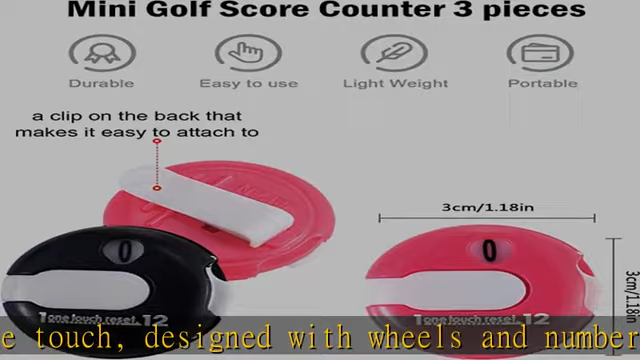 Mini Golf Score Counter 3 pieces
Durable
Easy to use
Light Weight
Portable
a clip on the back that
makes it easy to attach to
3cm/1.18in
3cm/1.18in
0
0
1 one touch reset. 12
1 one touch reset. 12
e touch, designed with wheels and number